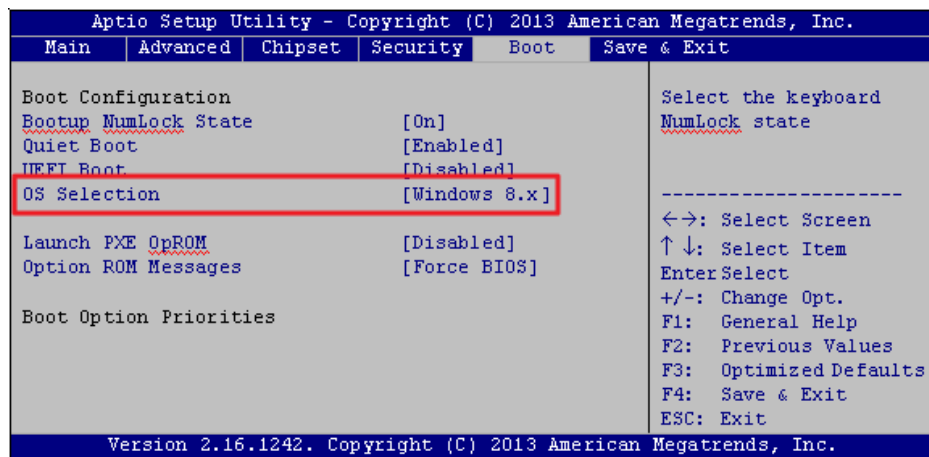 Aptio Setup Utility - Copyright (C) 2013 American Megatrends, Inc.
Main Advanced Chipset Security Boot Save & Exit
Boot Configuration
Bootup NumLock State [On]
Quiet Boot [Enabled]
UEFI Boot [Disabled]
OS Selection [Windows 8.x]
Launch PXE OpROM [Disabled]
Option ROM Messages [Force BIOS]
Boot Option Priorities
Select the keyboard
NumLock state
---------------------
←→: Select Screen
↑↓: Select Item
Enter Select
+/-: Change Opt.
F1: General Help
F2: Previous Values
F3: Optimized Defaults
F4: Save & Exit
ESC: Exit
Version 2.16.1242. Copyright (C) 2013 American Megatrends, Inc.